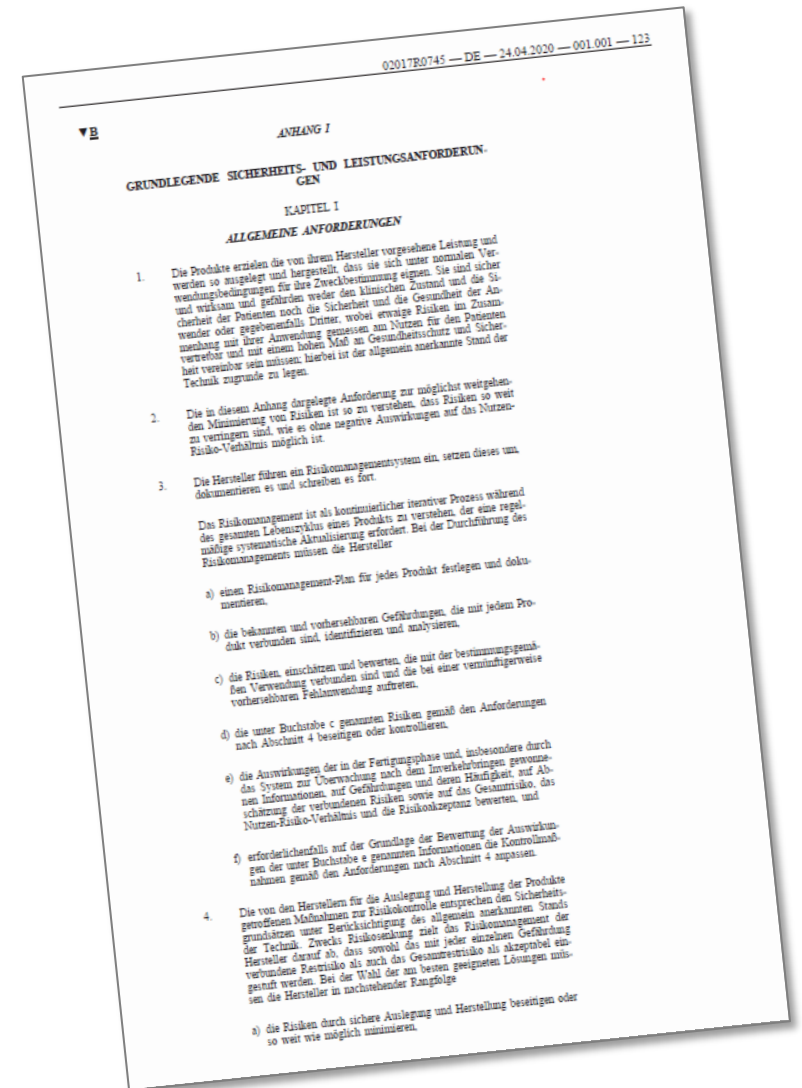 02017R0745 — DE — 24.04.2020 — 001.001 — 123
▼B
ANHANG I
GRUNDLEGENDE SICHERHEITS- UND LEISTUNGSANFORDERUN-
GEN
KAPITEL I
ALLGEMEINE ANFORDERUNGEN
1. Die Produkte erzielen die von ihrem Hersteller vorgesehene Leistung und
werden so ausgelegt und hergestellt, dass sie sich unter normalen Ver-
wendungsbedingungen für ihre Zweckbestimmung eignen. Sie sind sicher
und wirksam und gefährden weder den klinischen Zustand und die Si-
cherheit der Patienten noch die Sicherheit und die Gesundheit der An-
wender oder gegebenenfalls Dritter, wobei etwaige Risiken im Zusam-
menhang mit ihrer Anwendung gemessen am Nutzen für den Patienten
vertretbar und mit einem hohen Maß an Gesundheitsschutz und Sicher-
heit vereinbar sein müssen; hierbei ist der allgemein anerkannte Stand der
Technik zugrunde zu legen.
2. Die in diesem Anhang dargelegte Anforderung zur möglichst weitgehen-
den Minimierung von Risiken ist so zu verstehen, dass Risiken so weit
zu verringern sind, wie es ohne negative Auswirkungen auf das Nutzen-
Risiko-Verhältnis möglich ist.
3. Die Hersteller führen ein Risikomanagementsystem ein, setzen dieses um,
dokumentieren es und schreiben es fort.
Das Risikomanagement ist als kontinuierlicher iterativer Prozess während
des gesamten Lebenszyklus eines Produkts zu verstehen, der eine regel-
mäßige systematische Aktualisierung erfordert. Bei der Durchführung des
Risikomanagements müssen die Hersteller
a) einen Risikomanagement-Plan für jedes Produkt festlegen und doku-
mentieren,
b) die bekannten und vorhersehbaren Gefährdungen, die mit jedem Pro-
dukt verbunden sind, identifizieren und analysieren,
c) die Risiken, einschätzen und bewerten, die mit der bestimmungsgemä-
ßen Verwendung verbunden sind und die bei einer vernünftigerweise
vorhersehbaren Fehlanwendung auftreten,
d) die unter Buchstabe c genannten Risiken gemäß den Anforderungen
nach Abschnitt 4 beseitigen oder kontrollieren,
e) die Auswirkungen der in der Fertigungsphase und, insbesondere durch
das System zur Überwachung nach dem Inverkehrbringen gewonne-
nen Informationen, auf Gefährdungen und deren Häufigkeit, auf Ab-
schätzung der verbundenen Risiken sowie auf das Gesamtrisiko, das
Nutzen-Risiko-Verhältnis und die Risikoakzeptanz bewerten, und
f) erforderlichenfalls auf der Grundlage der Bewertung der Auswirkun-
gen der unter Buchstabe e genannten Informationen die Kontrollmaß-
nahmen gemäß den Anforderungen nach Abschnitt 4 anpassen.
4. Die von den Herstellern für die Auslegung und Herstellung der Produkte
getroffenen Maßnahmen zur Risikokontrolle entsprechen den Sicherheits-
grundsätzen unter Berücksichtigung des allgemein anerkannten Stands
der Technik. Zwecks Risikosenkung zielt das Risikomanagement der
Hersteller darauf ab, dass sowohl das mit jeder einzelnen Gefährdung
verbundene Restrisiko als auch das Gesamtrestrisiko als akzeptabel ein-
gestuft werden. Bei der Wahl der am besten geeigneten Lösungen müs-
sen die Hersteller in nachstehender Rangfolge
a) die Risiken durch sichere Auslegung und Herstellung beseitigen oder
so weit wie möglich minimieren,